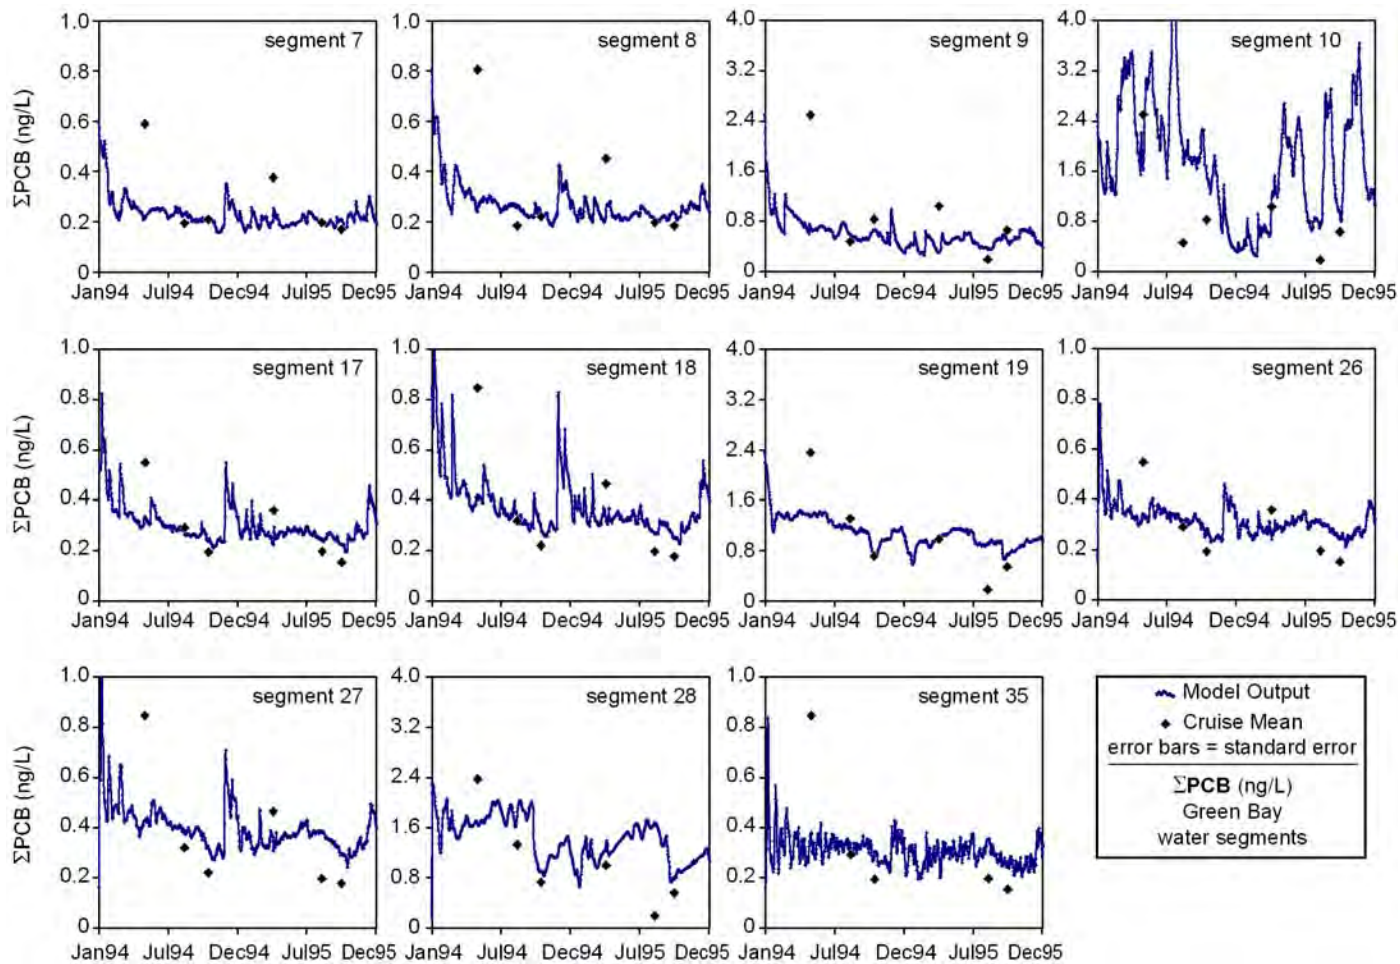 segment 7
ΣPCB (ng/L)
1.0
0.8
0.6
0.4
0.2
0
Jan94 Jul94 Dec94 Jul95 Dec95
segment 8
1.0
0.8
0.6
0.4
0.2
0
Jan94 Jul94 Dec94 Jul95 Dec95
segment 9
4.0
3.2
2.4
1.6
0.8
0
Jan94 Jul94 Dec94 Jul95 Dec95
segment 10
4.0
3.2
2.4
1.6
0.8
0
Jan94 Jul94 Dec94 Jul95 Dec95
segment 17
ΣPCB (ng/L)
1.0
0.8
0.6
0.4
0.2
0
Jan94 Jul94 Dec94 Jul95 Dec95
segment 18
1.0
0.8
0.6
0.4
0.2
0
Jan94 Jul94 Dec94 Jul95 Dec95
segment 19
4.0
3.2
2.4
1.6
0.8
0
Jan94 Jul94 Dec94 Jul95 Dec95
segment 26
1.0
0.8
0.6
0.4
0.2
0
Jan94 Jul94 Dec94 Jul95 Dec95
segment 27
ΣPCB (ng/L)
1.0
0.8
0.6
0.4
0.2
0
Jan94 Jul94 Dec94 Jul95 Dec95
segment 28
4.0
3.2
2.4
1.6
0.8
0
Jan94 Jul94 Dec94 Jul95 Dec95
segment 35
1.0
0.8
0.6
0.4
0.2
0
Jan94 Jul94 Dec94 Jul95 Dec95
Model Output
Cruise Mean
error bars = standard error
ΣPCB (ng/L)
Green Bay
water segments